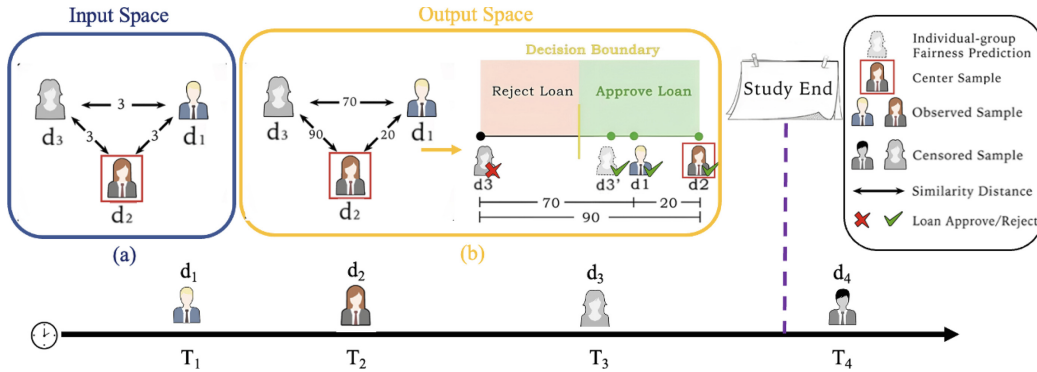 Input Space
Output Space
3
3
3
d3
d1
d2
(a)
70
90
20
d3
d1
d2
(b)
Decision Boundary
Reject Loan
Approve Loan
d3
d3'
d1
d2
70
20
90
Study End
Individual-group
Fairness Prediction
Center Sample
Observed Sample
Censored Sample
Similarity Distance
Loan Approve/Reject
d1
d2
d3
d4
T1
T2
T3
T4